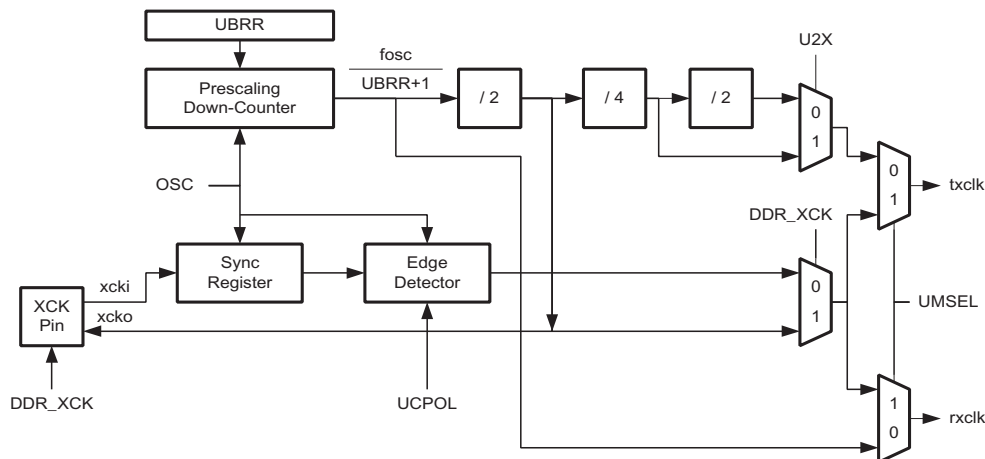 UBRR
fosc
U2X
Prescaling
Down-Counter
UBRR+1
/ 2
/ 4
/ 2
0
1
OSC
0
1
txclk
DDR_XCK
Sync
Register
Edge
Detector
xcki
0
1
XCK
Pin
xcko
UMSEL
DDR_XCK
UCPOL
1
0
rxclk